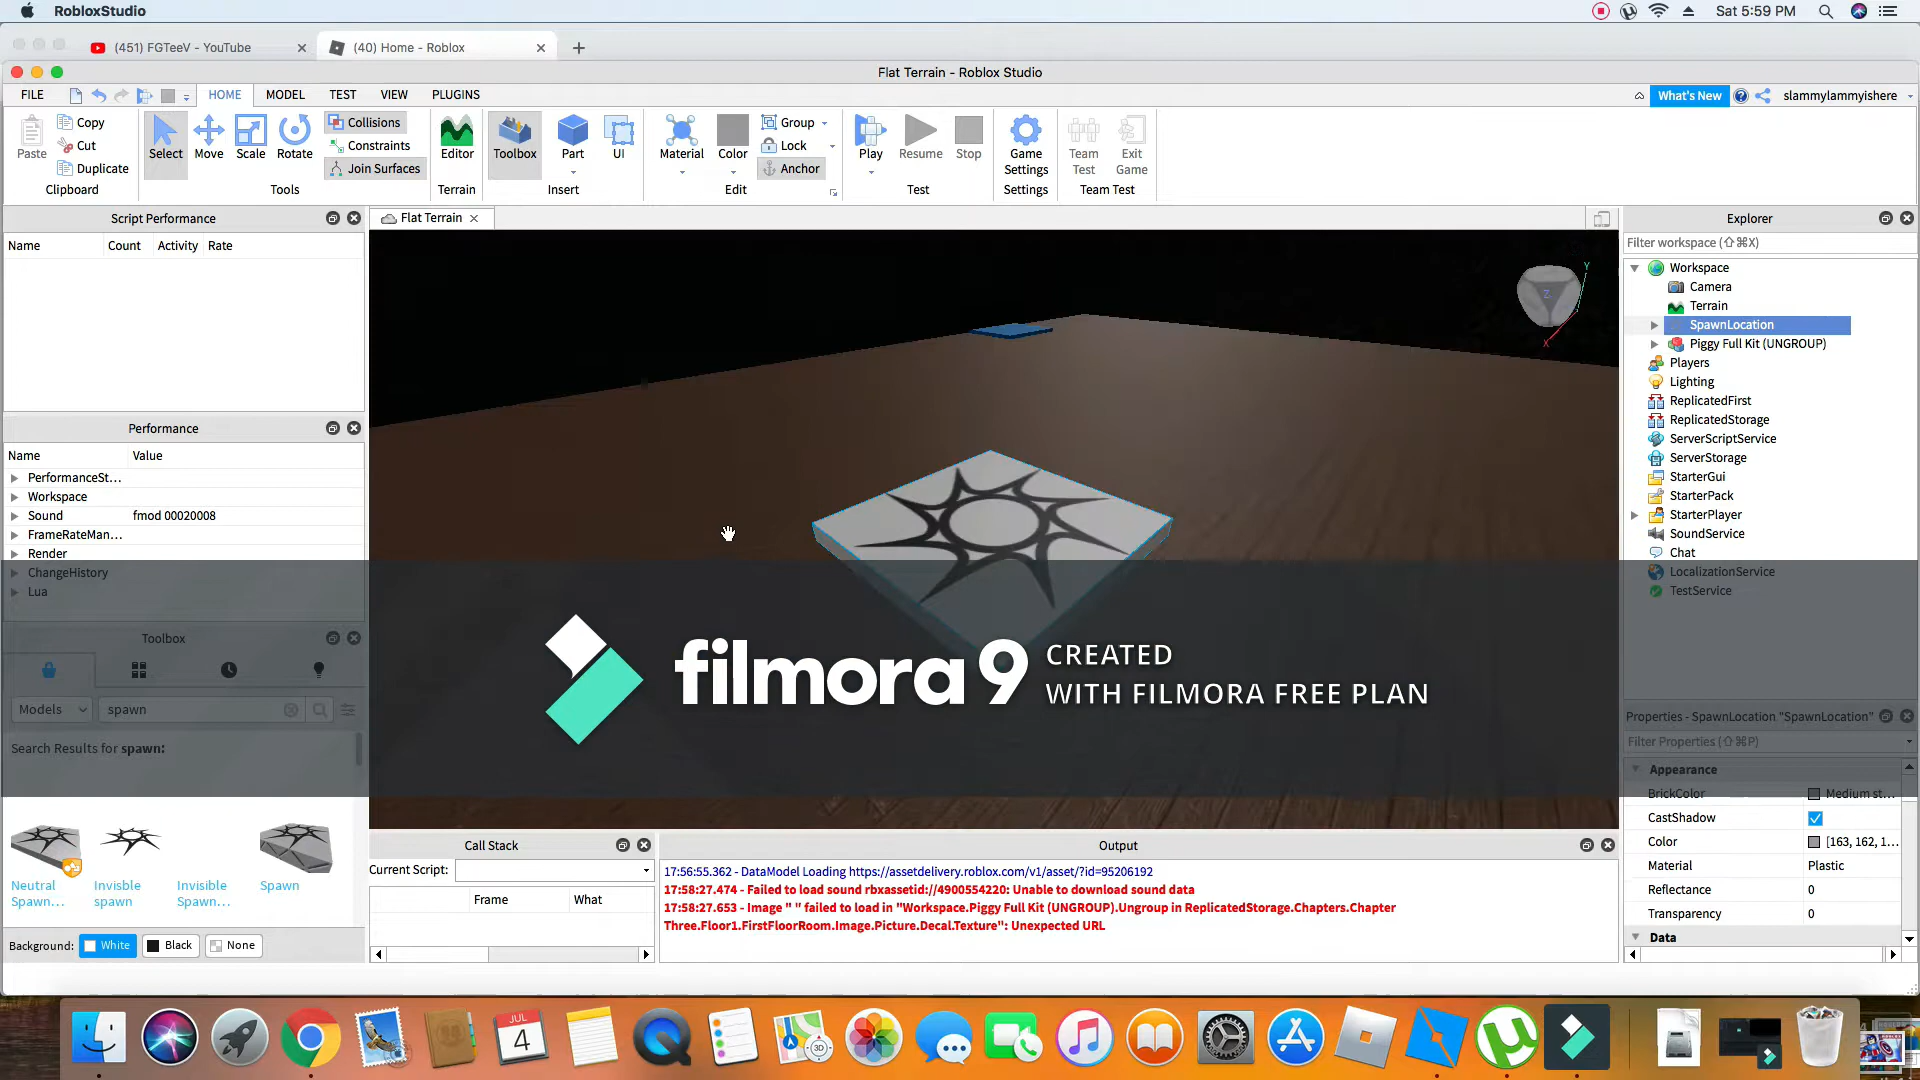 RobloxStudio
Sat 5:59 PM
(451) FGTeeV - YouTube
(40) Home - Roblox
Flat Terrain - Roblox Studio
FILE
HOME
MODEL
TEST
VIEW
PLUGINS
What's New
slammylammyishere
Paste
Copy
Cut
Duplicate
Clipboard
Select
Move
Scale
Rotate
Tools
Collisions
Constraints
Join Surfaces
Editor
Terrain
Toolbox
Part
UI
Insert
Material
Color
Group
Lock
Anchor
Edit
Play
Resume
Stop
Test
Game
Settings
Settings
Team
Test
Exit
Game
Team Test
Script Performance
Name Count Activity Rate
Performance
Name Value
PerformanceSt...
Workspace
Sound fmod 00020008
FrameRateMan...
Render
ChangeHistory
Lua
Toolbox
Models
spawn
Search Results for spawn:
Neutral
Spawn...
Invisble
spawn
Invisible
Spawn...
Spawn
Background: White Black None
Flat Terrain
Z
Y
X
filmora 9
CREATED
WITH FILMORA FREE PLAN
Call Stack
Current Script:
Frame What
Output
17:56:55.362 - DataModel Loading https://assetdelivery.roblox.com/v1/asset/?id=95206192
17:58:27.474 - Failed to load sound rbxassetid://4900554220: Unable to download sound data
17:58:27.653 - Image " " failed to load in "Workspace.Piggy Full Kit (UNGROUP).Ungroup in ReplicatedStorage.Chapters.Chapter
Three.Floor1.FirstFloorRoom.Image.Picture.Decal.Texture": Unexpected URL
Explorer
Filter workspace (⇧⌘X)
Workspace
Camera
Terrain
SpawnLocation
Piggy Full Kit (UNGROUP)
Players
Lighting
ReplicatedFirst
ReplicatedStorage
ServerScriptService
ServerStorage
StarterGui
StarterPack
StarterPlayer
SoundService
Chat
LocalizationService
TestService
Properties - SpawnLocation "SpawnLocation"
Filter Properties (⇧⌘P)
Appearance
BrickColor Medium st...
CastShadow
Color [163, 162, 1...
Material Plastic
Reflectance 0
Transparency 0
Data
JUL
4
3D